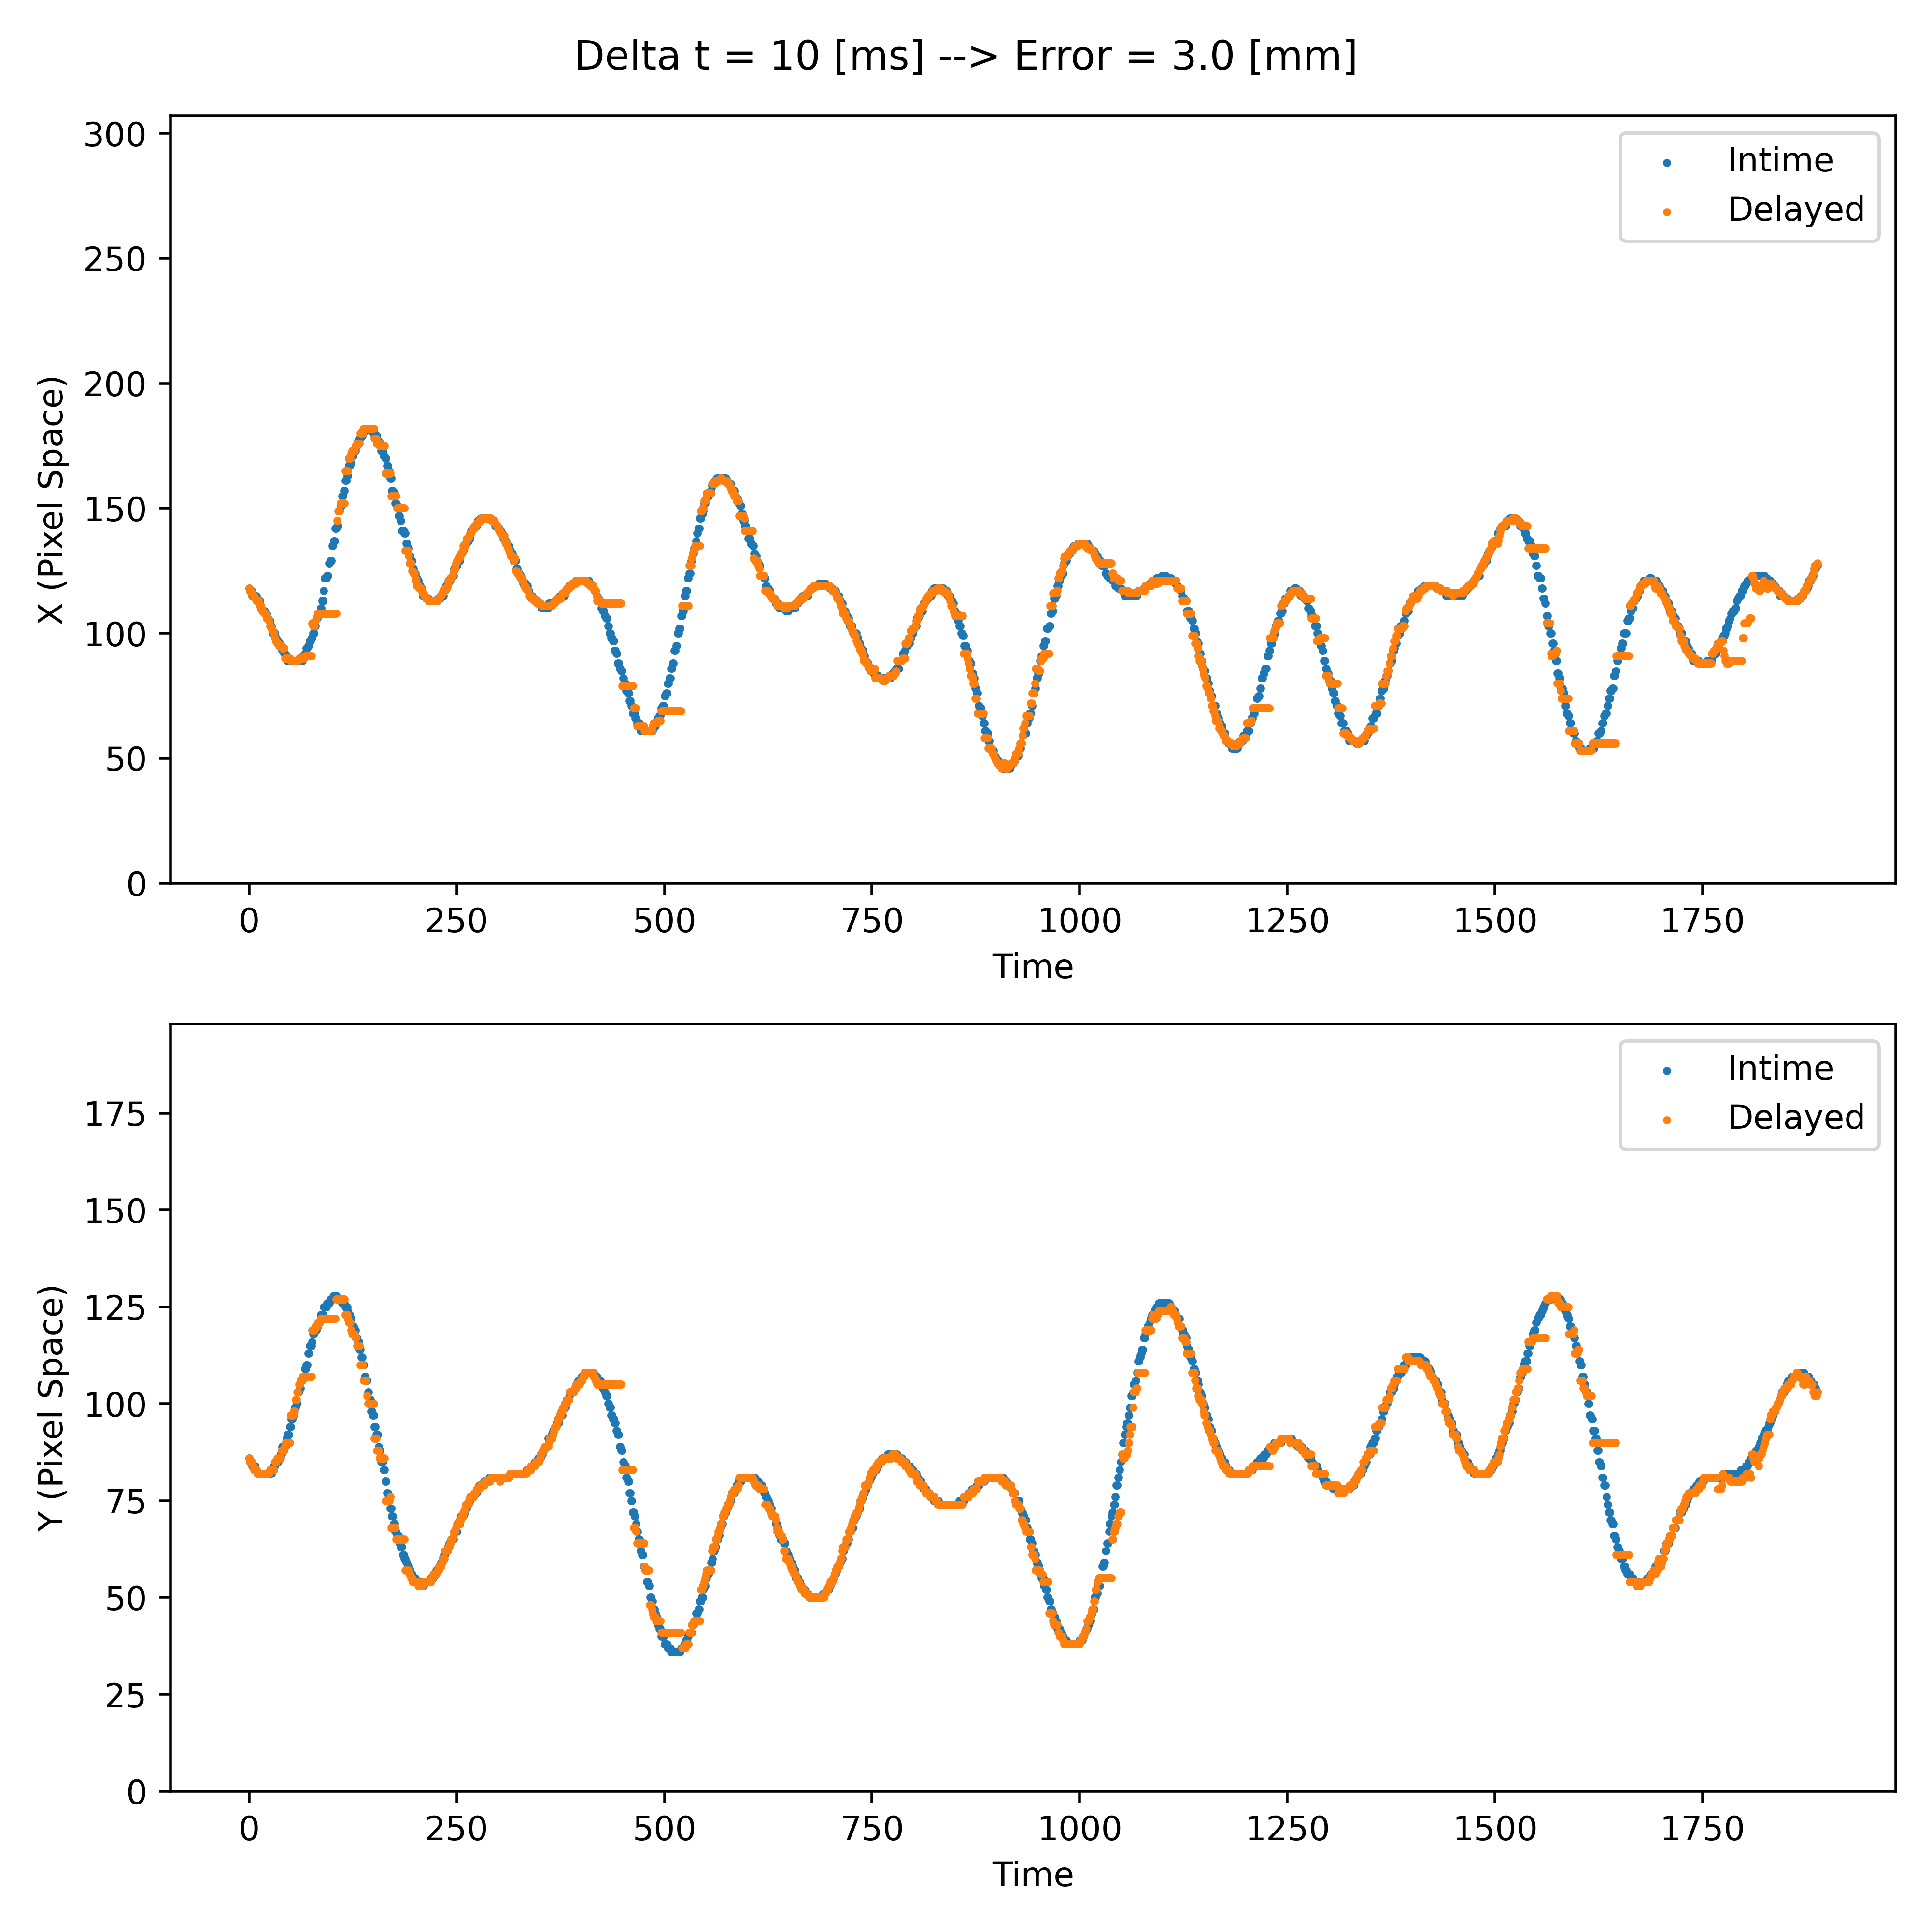 Delta t = 10 [ms] --> Error = 3.0 [mm]
300
250
200
150
100
50
0
X (Pixel Space)
Intime
Delayed
0 250 500 750 1000 1250 1500 1750
Time
175
150
125
100
75
50
25
0
Y (Pixel Space)
Intime
Delayed
0 250 500 750 1000 1250 1500 1750
Time